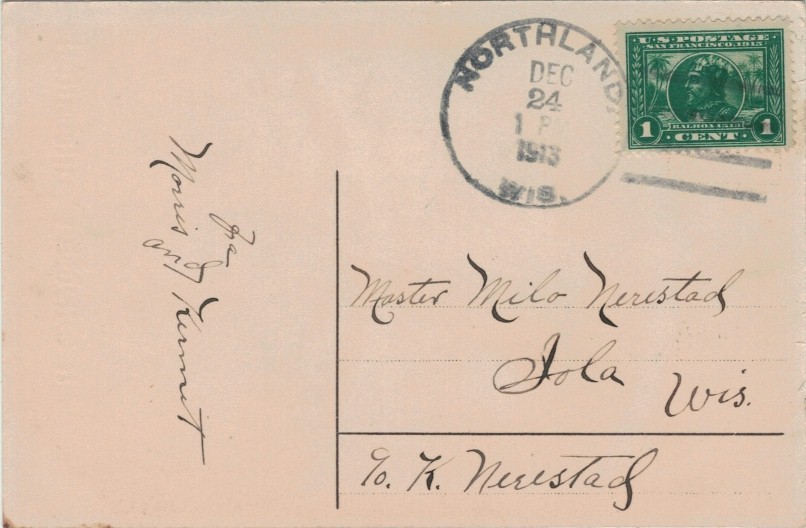 NORTHLAND
DEC
24
1 P
1913
WIS.
U.S. POSTAGE
SAN FRANCISCO 1915
BALBOA 1513
1 CENT 1
Fra
Morris J
and Kermit
Master Milo Nerestad
Iola
Wis.
℅. K. Nerestad